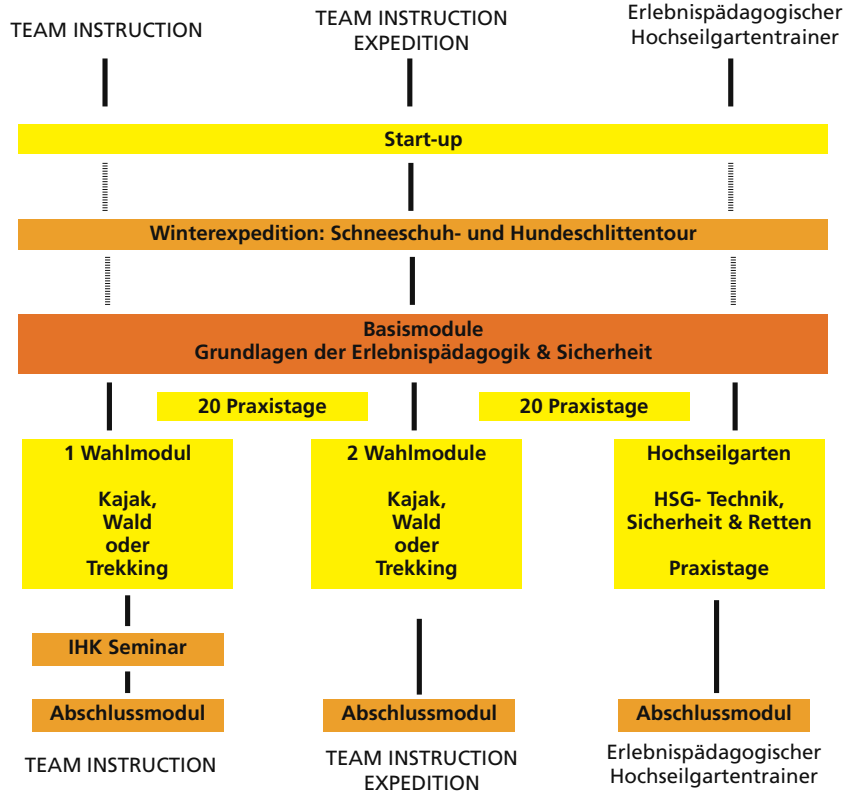 TEAM INSTRUCTION
TEAM INSTRUCTION
EXPEDITION
Erlebnispädagogischer
Hochseilgartentrainer
Start-up
Winterexpedition: Schneeschuh- und Hundeschlittentour
Basismodule
Grundlagen der Erlebnispädagogik & Sicherheit
20 Praxistage
20 Praxistage
1 Wahlmodul
Kajak,
Wald
oder
Trekking
2 Wahlmodule
Kajak,
Wald
oder
Trekking
Hochseilgarten
HSG- Technik,
Sicherheit & Retten
Praxistage
IHK Seminar
Abschlussmodul
Abschlussmodul
Abschlussmodul
TEAM INSTRUCTION
TEAM INSTRUCTION
EXPEDITION
Erlebnispädagogischer
Hochseilgartentrainer